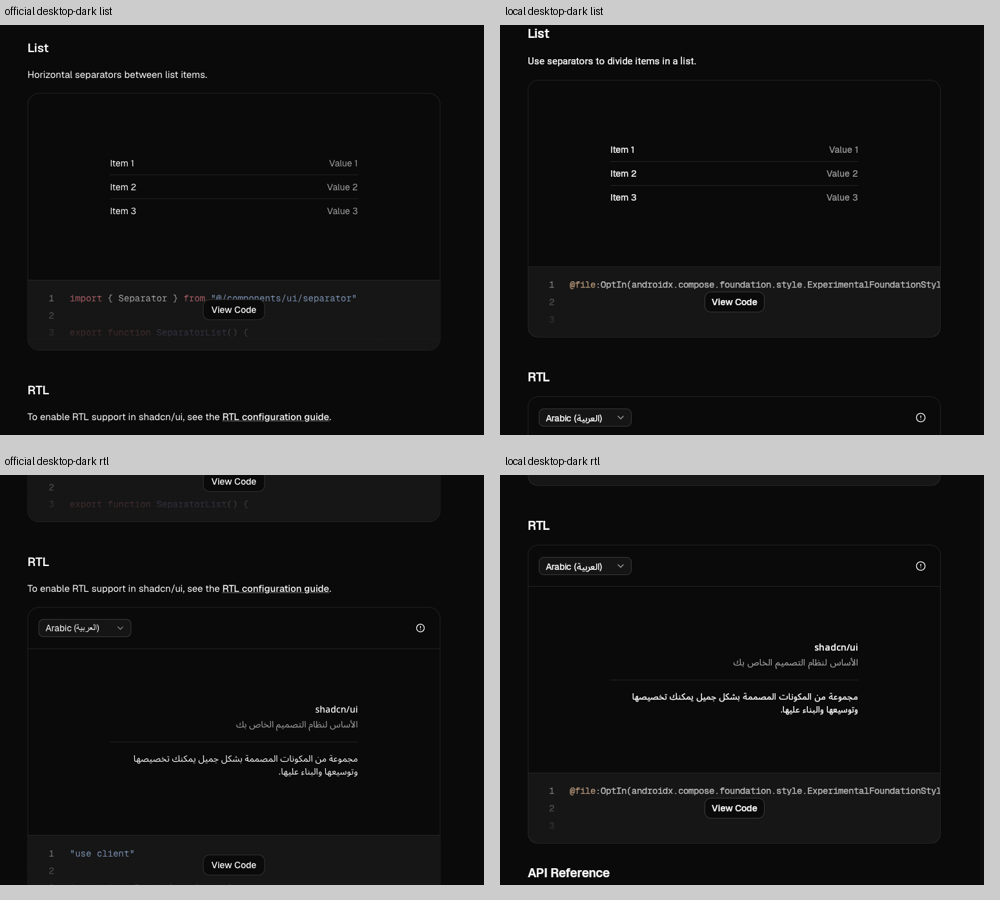 official desktop-dark list
List
Horizontal separators between list items.
Item 1 Value 1
Item 2 Value 2
Item 3 Value 3
1 import { Separator } from "@/components/ui/separator"
2
View Code
3 export function SeparatorList() {
RTL
To enable RTL support in shadcn/ui, see the RTL configuration guide.
local desktop-dark list
List
Use separators to divide items in a list.
Item 1 Value 1
Item 2 Value 2
Item 3 Value 3
1 @file:OptIn(androidx.compose.foundation.style.ExperimentalFoundationStyl
2
View Code
3
RTL
Arabic (العربية)
official desktop-dark rtl
2
View Code
3 export function SeparatorList() {
RTL
To enable RTL support in shadcn/ui, see the RTL configuration guide.
Arabic (العربية)
shadcn/ui
الأساس لنظام التصميم الخاص بك
مجموعة من المكونات المصممة بشكل جميل يمكنك تخصيصها
وتوسيعها والبناء عليها.
1 "use client"
View Code
local desktop-dark rtl
RTL
Arabic (العربية)
shadcn/ui
الأساس لنظام التصميم الخاص بك
مجموعة من المكونات المصممة بشكل جميل يمكنك تخصيصها
وتوسيعها والبناء عليها.
1 @file:OptIn(androidx.compose.foundation.style.ExperimentalFoundationStyl
2
View Code
3
API Reference